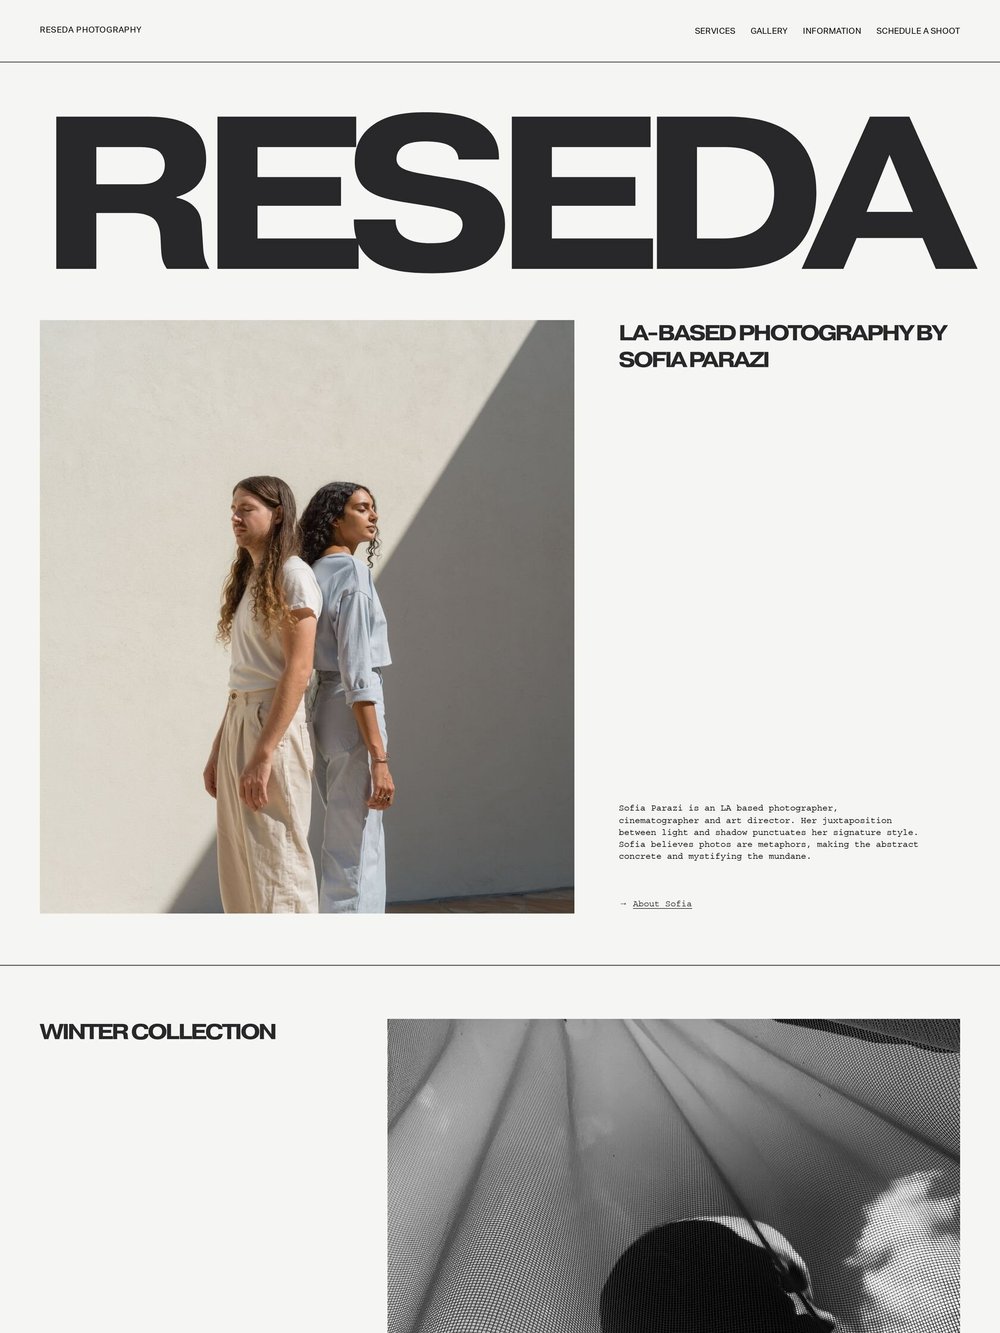 RESEDA PHOTOGRAPHY
SERVICES GALLERY INFORMATION SCHEDULE A SHOOT
RESEDA
LA-BASED PHOTOGRAPHY BY
SOFIA PARAZI
Sofia Parazi is an LA based photographer,
cinematographer and art director. Her juxtaposition
between light and shadow punctuates her signature style.
Sofia believes photos are metaphors, making the abstract
concrete and mystifying the mundane.
→ About Sofia
WINTER COLLECTION